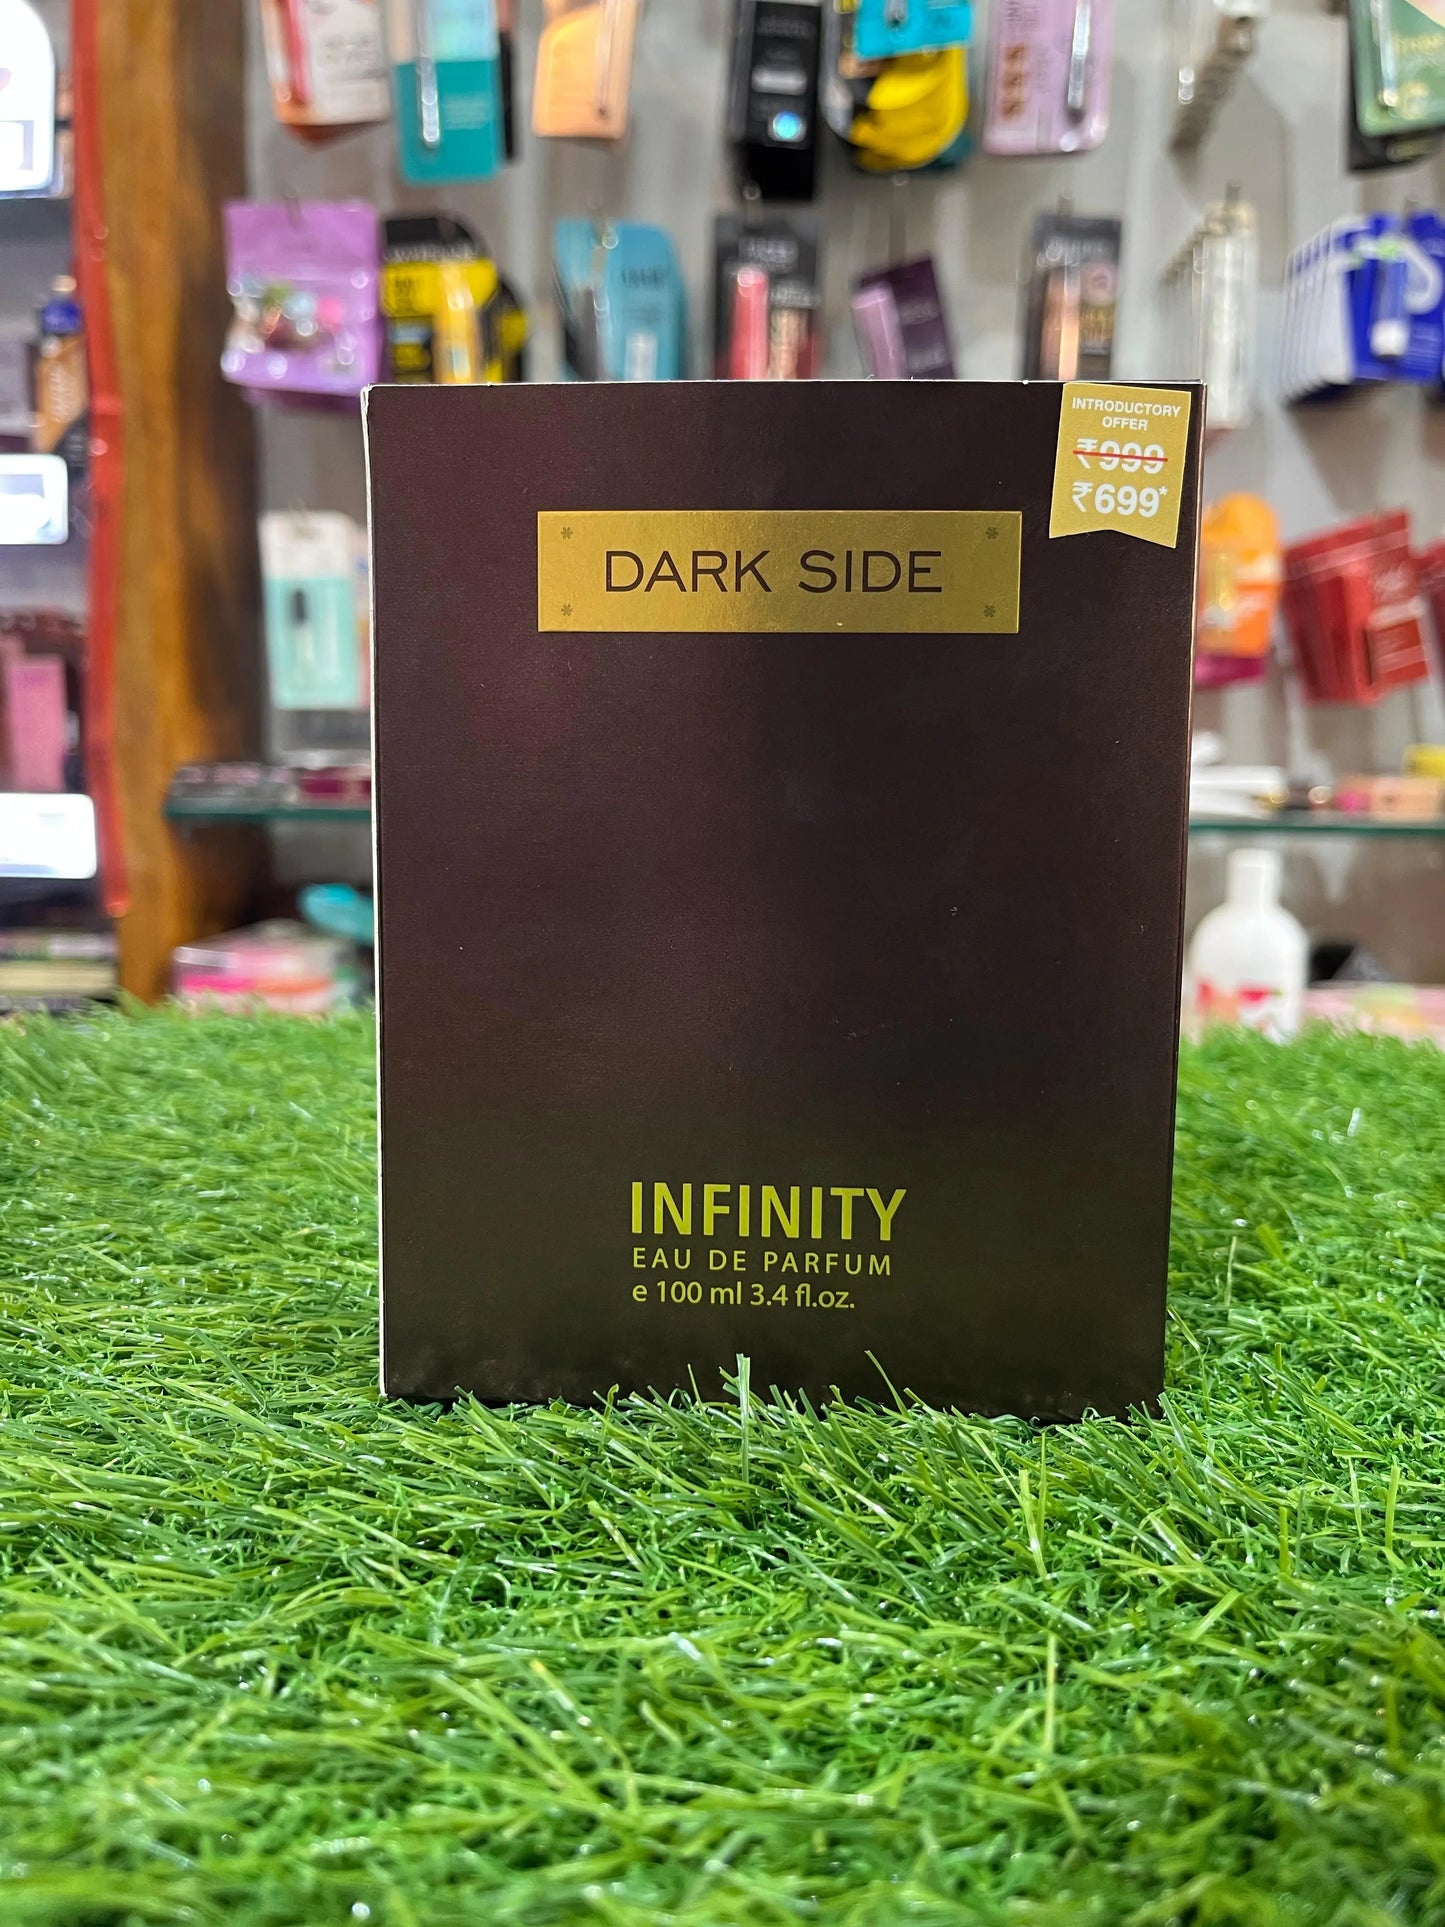 INTRODUCTORY
OFFER
₹999
₹699*
DARK SIDE
INFINITY
EAU DE PARFUM
e 100 ml 3.4 fl.oz.